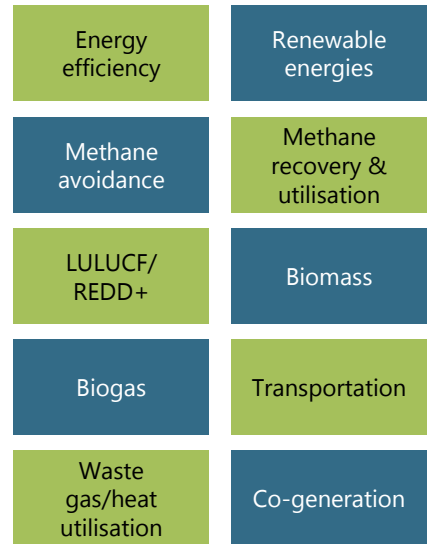 Energy
efficiency
Renewable
energies
Methane
avoidance
Methane
recovery &
utilisation
LULUCF/
REDD+
Biomass
Biogas
Transportation
Waste
gas/heat
utilisation
Co-generation